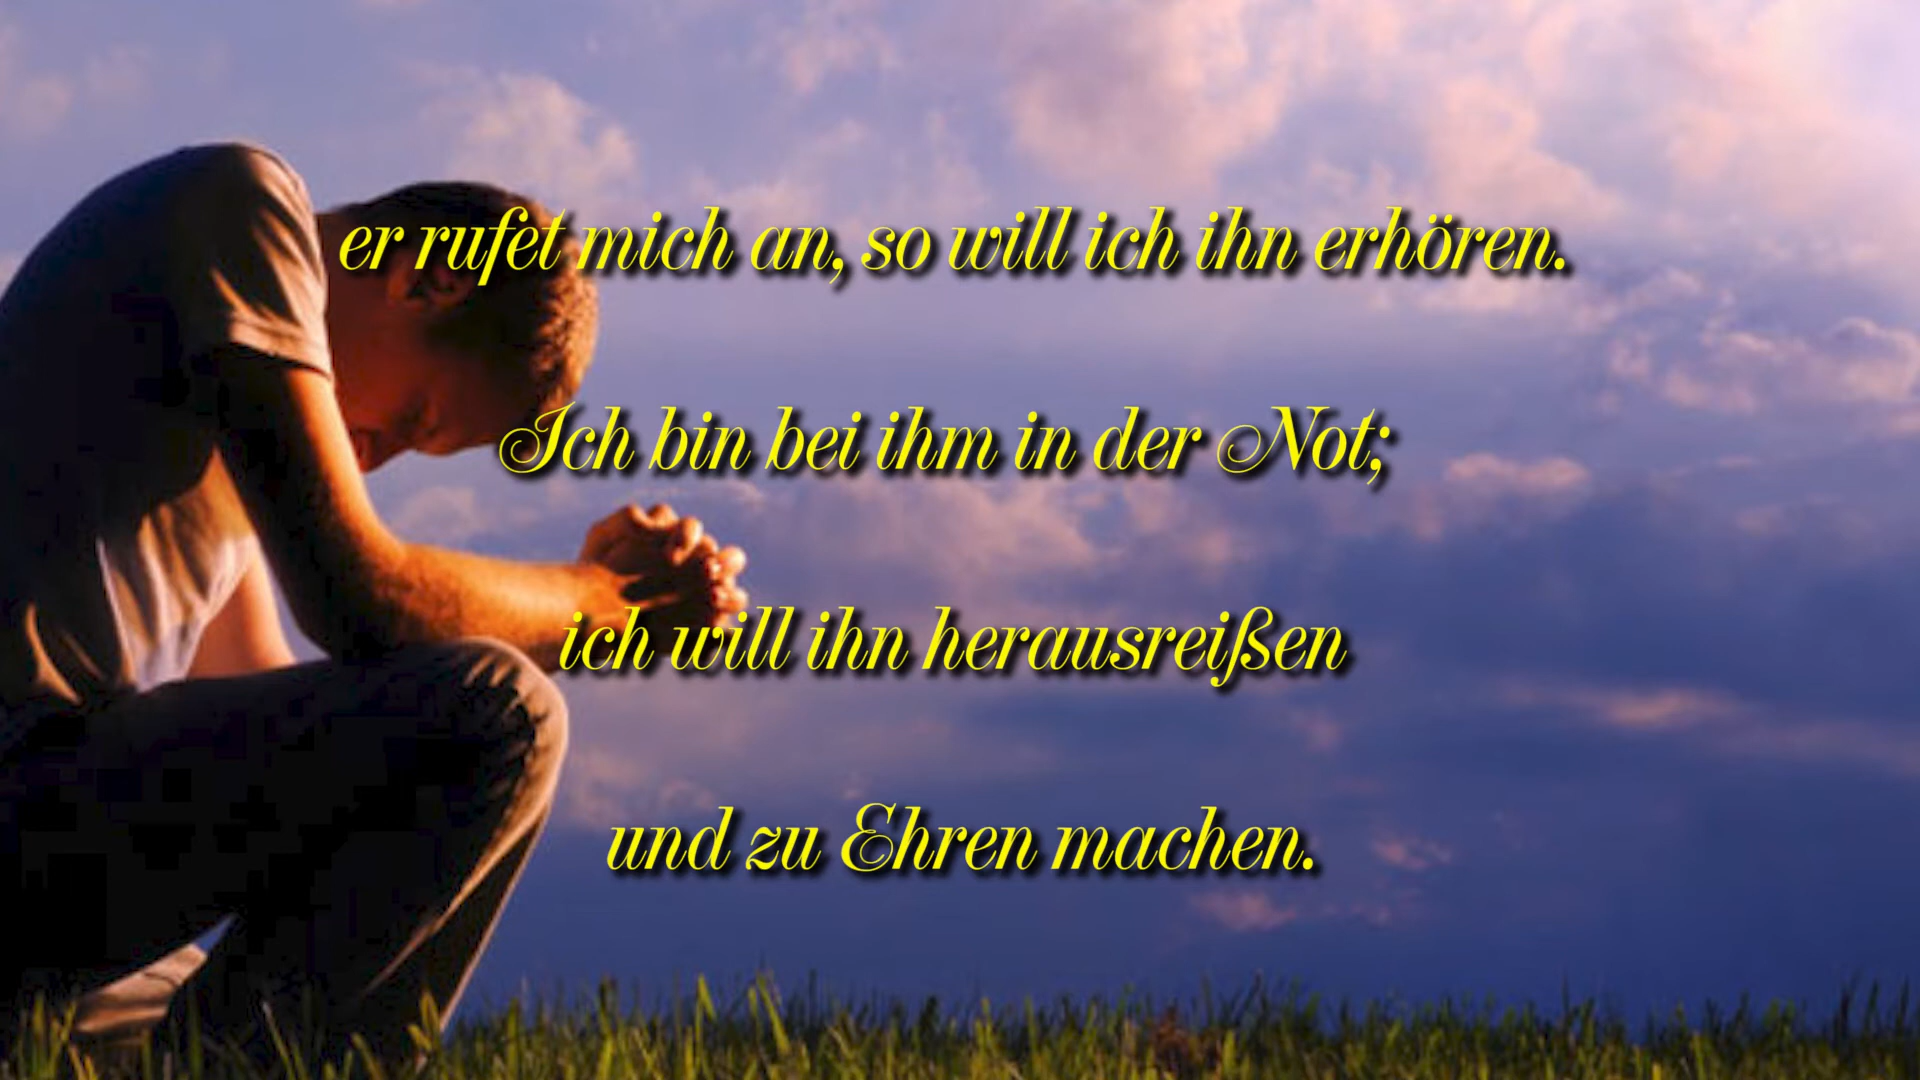 er rufet mich an, so will ich ihn erhören.
Ich bin bei ihm in der Not;
ich will ihn herausreißen
und zu Ehren machen.